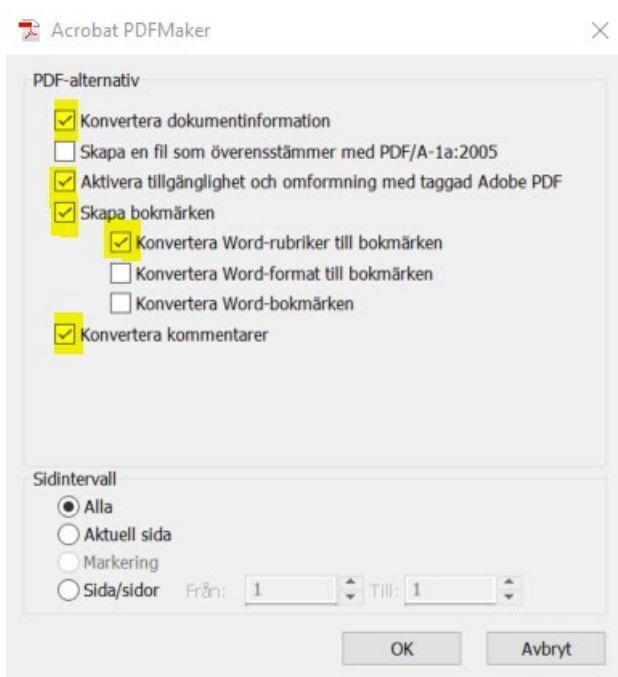 Acrobat PDFMaker
PDF-alternativ
Konvertera dokumentinformation
Skapa en fil som överensstämmer med PDF/A-1a:2005
Aktivera tillgänglighet och omformning med taggad Adobe PDF
Skapa bokmärken
Konvertera Word-rubriker till bokmärken
Konvertera Word-format till bokmärken
Konvertera Word-bokmärken
Konvertera kommentarer
Sidintervall
Alla
Aktuell sida
Markering
Sida/sidor Från: 1 Till: 1
OK Avbryt